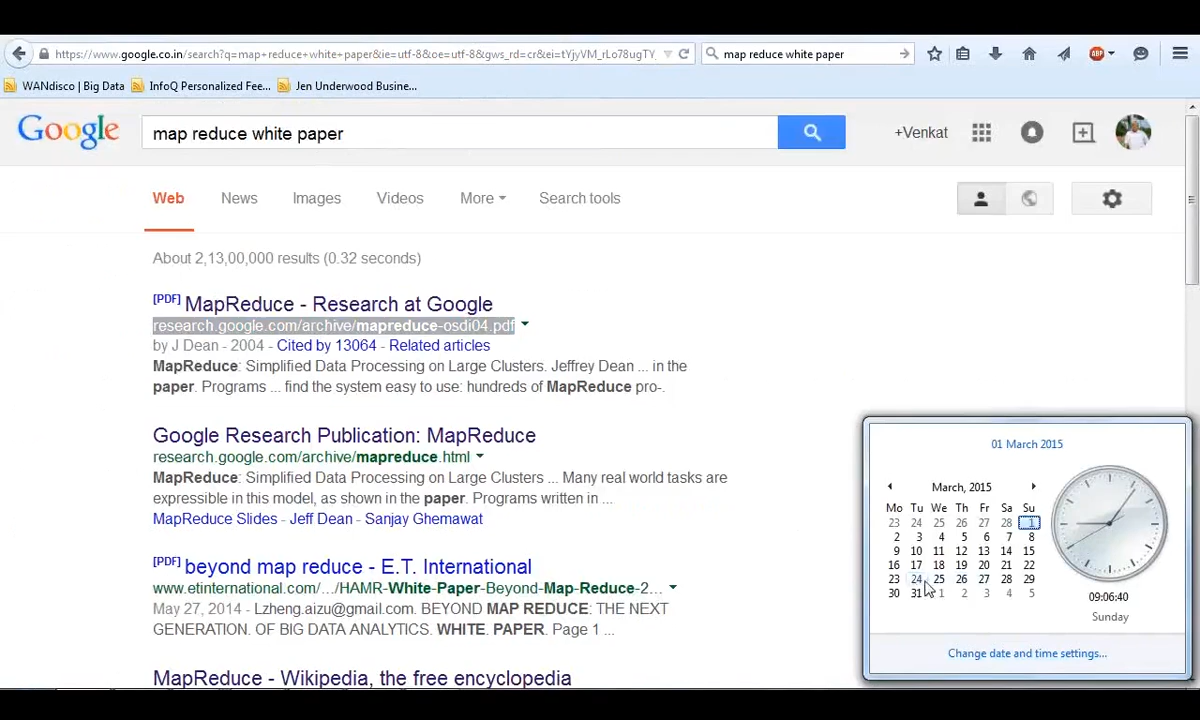 https://www.google.co.in/search?q=map+reduce+white+paper&ie=utf-8&oe=utf-8&gws_rd=cr&ei=tYjyVM_rLo78ugTY
map reduce white paper
ABP
WANdisco | Big Data
InfoQ Personalized Fee...
Jen Underwood Busine...
Google
map reduce white paper
+Venkat
Web
News
Images
Videos
More
Search tools
About 2,13,00,000 results (0.32 seconds)
[PDF] MapReduce - Research at Google
research.google.com/archive/mapreduce-osdi04.pdf
by J Dean - 2004 - Cited by 13064 - Related articles
MapReduce: Simplified Data Processing on Large Clusters. Jeffrey Dean ... in the
paper. Programs ... find the system easy to use: hundreds of MapReduce pro-.
Google Research Publication: MapReduce
research.google.com/archive/mapreduce.html
MapReduce: Simplified Data Processing on Large Clusters ... Many real world tasks are
expressible in this model, as shown in the paper. Programs written in ...
MapReduce Slides - Jeff Dean - Sanjay Ghemawat
[PDF] beyond map reduce - E.T. International
www.etinternational.com/.../HAMR-White-Paper-Beyond-Map-Reduce-2...
May 27, 2014 - Lzheng.aizu@gmail.com. BEYOND MAP REDUCE: THE NEXT
GENERATION. OF BIG DATA ANALYTICS. WHITE. PAPER. Page 1 ...
MapReduce - Wikipedia, the free encyclopedia
01 March 2015
March, 2015
Mo Tu We Th Fr Sa Su
23 24 25 26 27 28 1
2 3 4 5 6 7 8
9 10 11 12 13 14 15
16 17 18 19 20 21 22
23 24 25 26 27 28 29
30 31 1 2 3 4 5
09:06:40
Sunday
Change date and time settings...